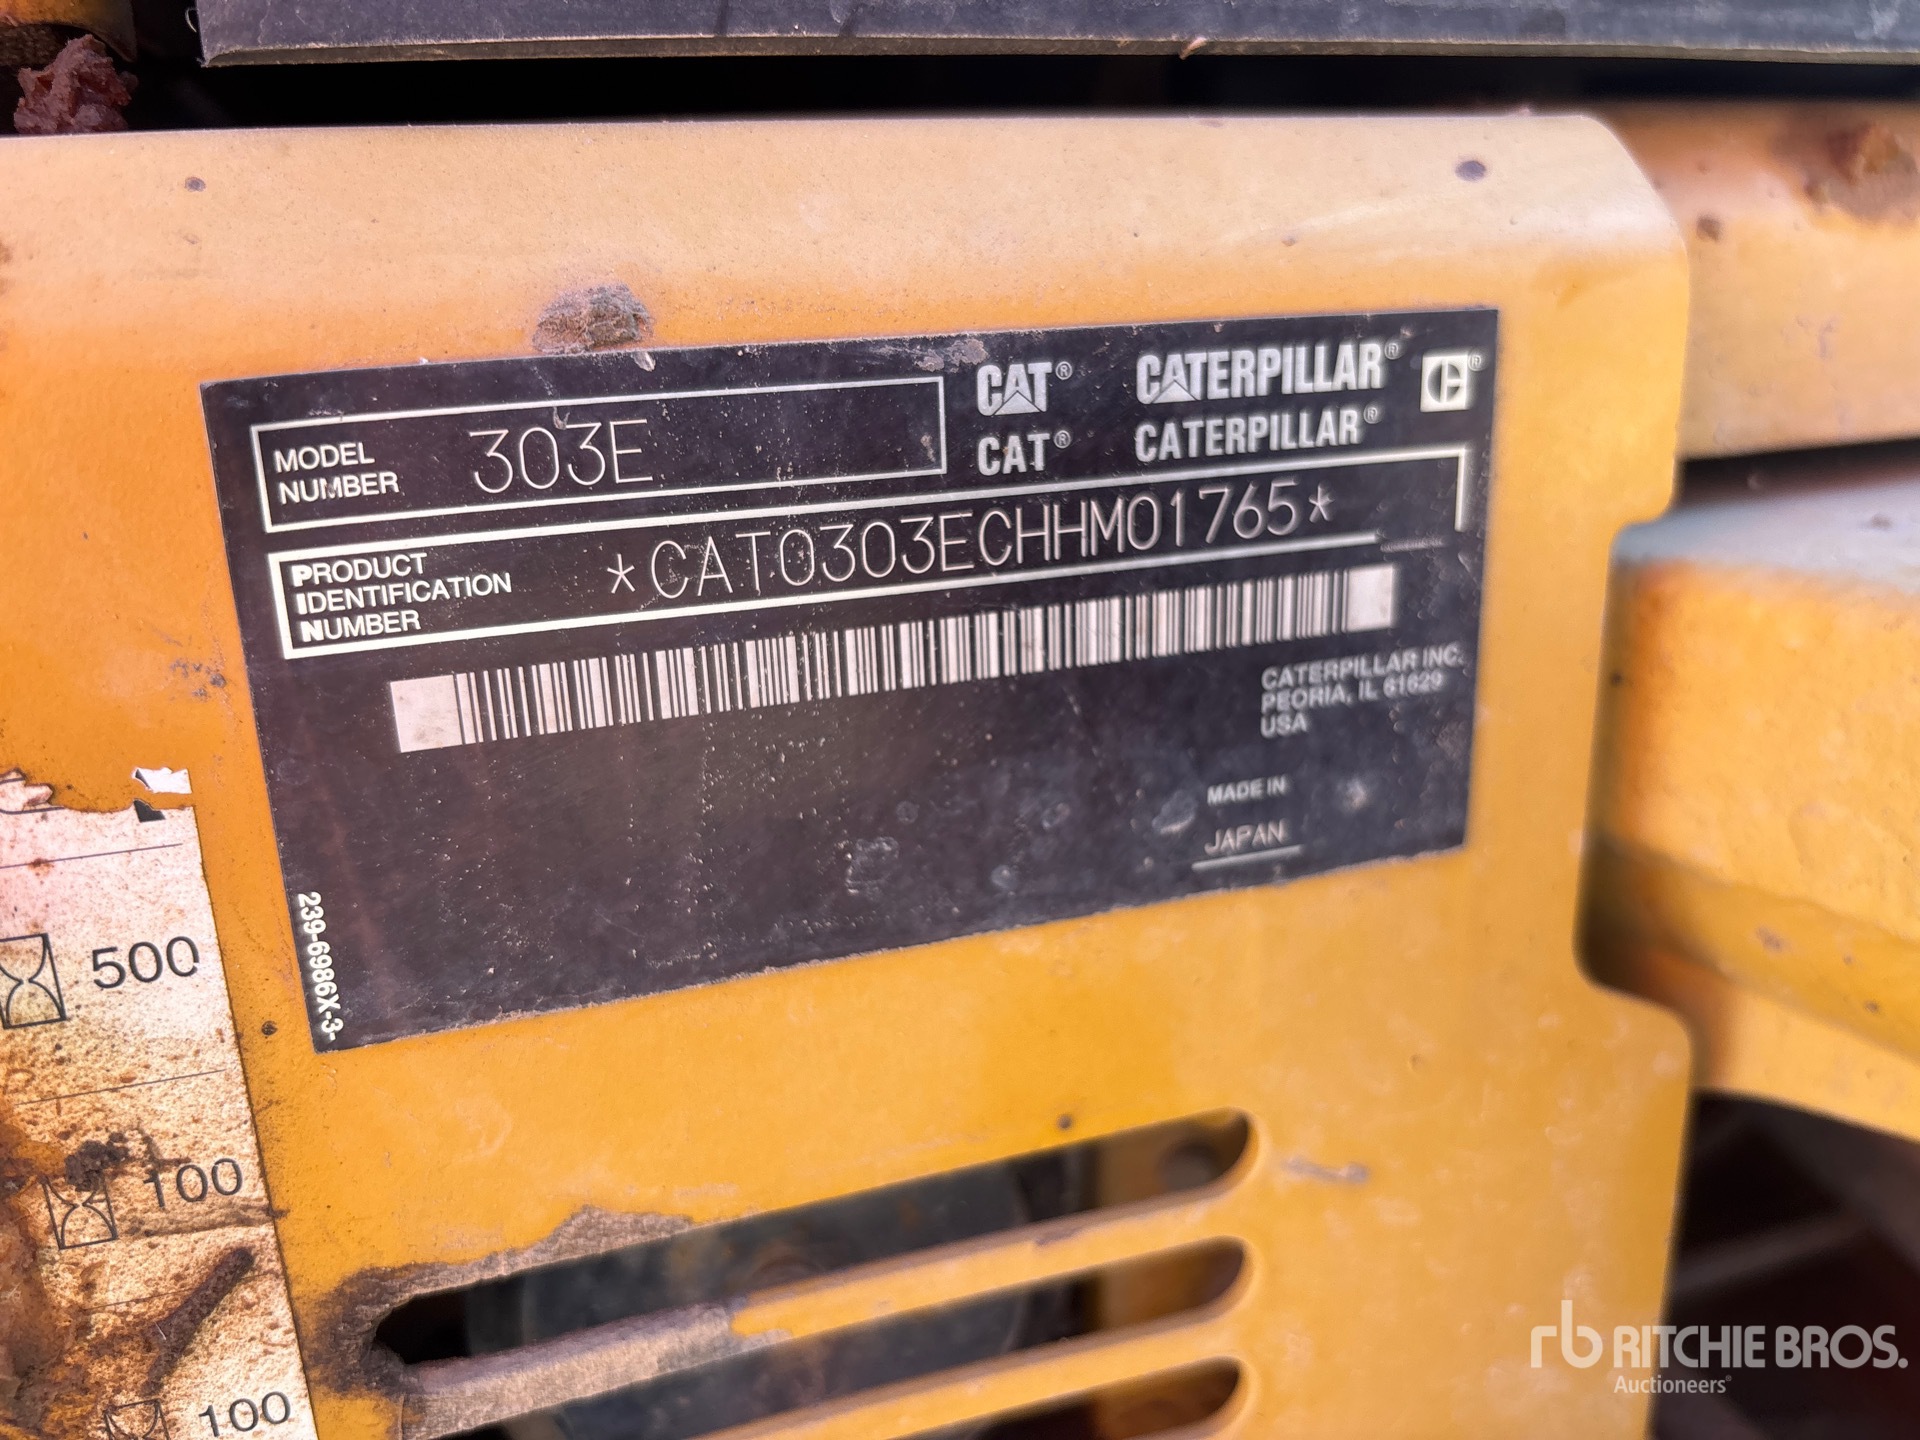 CAT® CATERPILLAR® ®
MODEL NUMBER 303E
CAT® CATERPILLAR®
PRODUCT IDENTIFICATION NUMBER *CAT0303ECHHM01765*
CATERPILLAR INC.
PEORIA, IL 61629
USA
MADE IN
JAPAN
239-6986X-3-
500
100
100
rb RITCHIE BROS.
Auctioneers